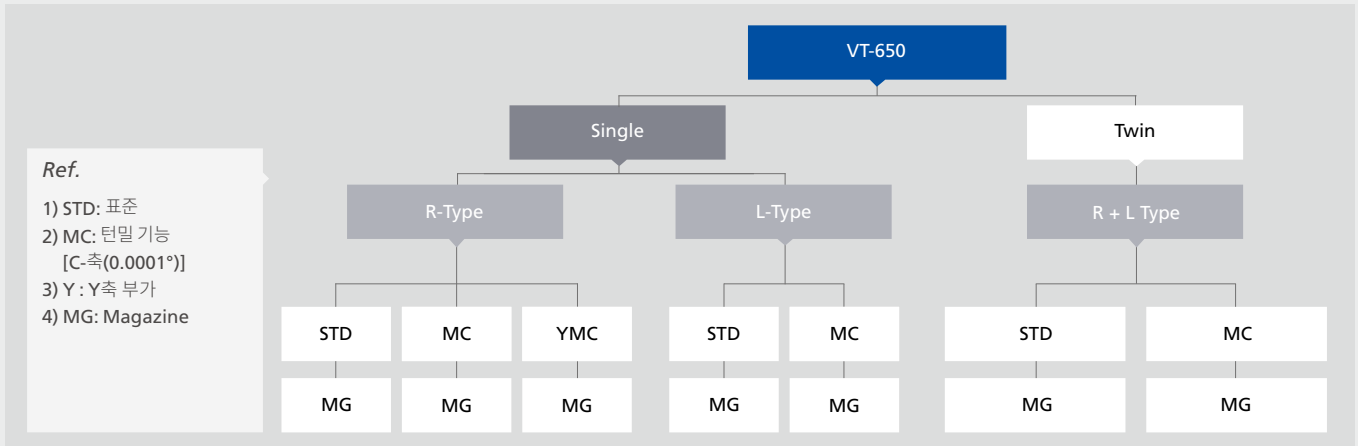 VT-650
Single
Twin
Ref.
1) STD: 표준
2) MC: 턴밀 기능
[C-축(0.0001°)]
3) Y : Y축 부가
4) MG: Magazine
R-Type
L-Type
R + L Type
STD
MC
YMC
STD
MC
STD
MC
MG
MG
MG
MG
MG
MG
MG